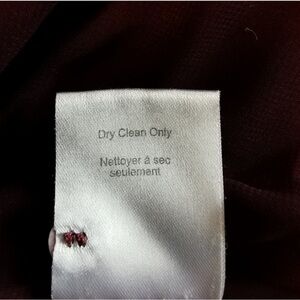 Dry Clean Only
Nettoyer à sec
seulement